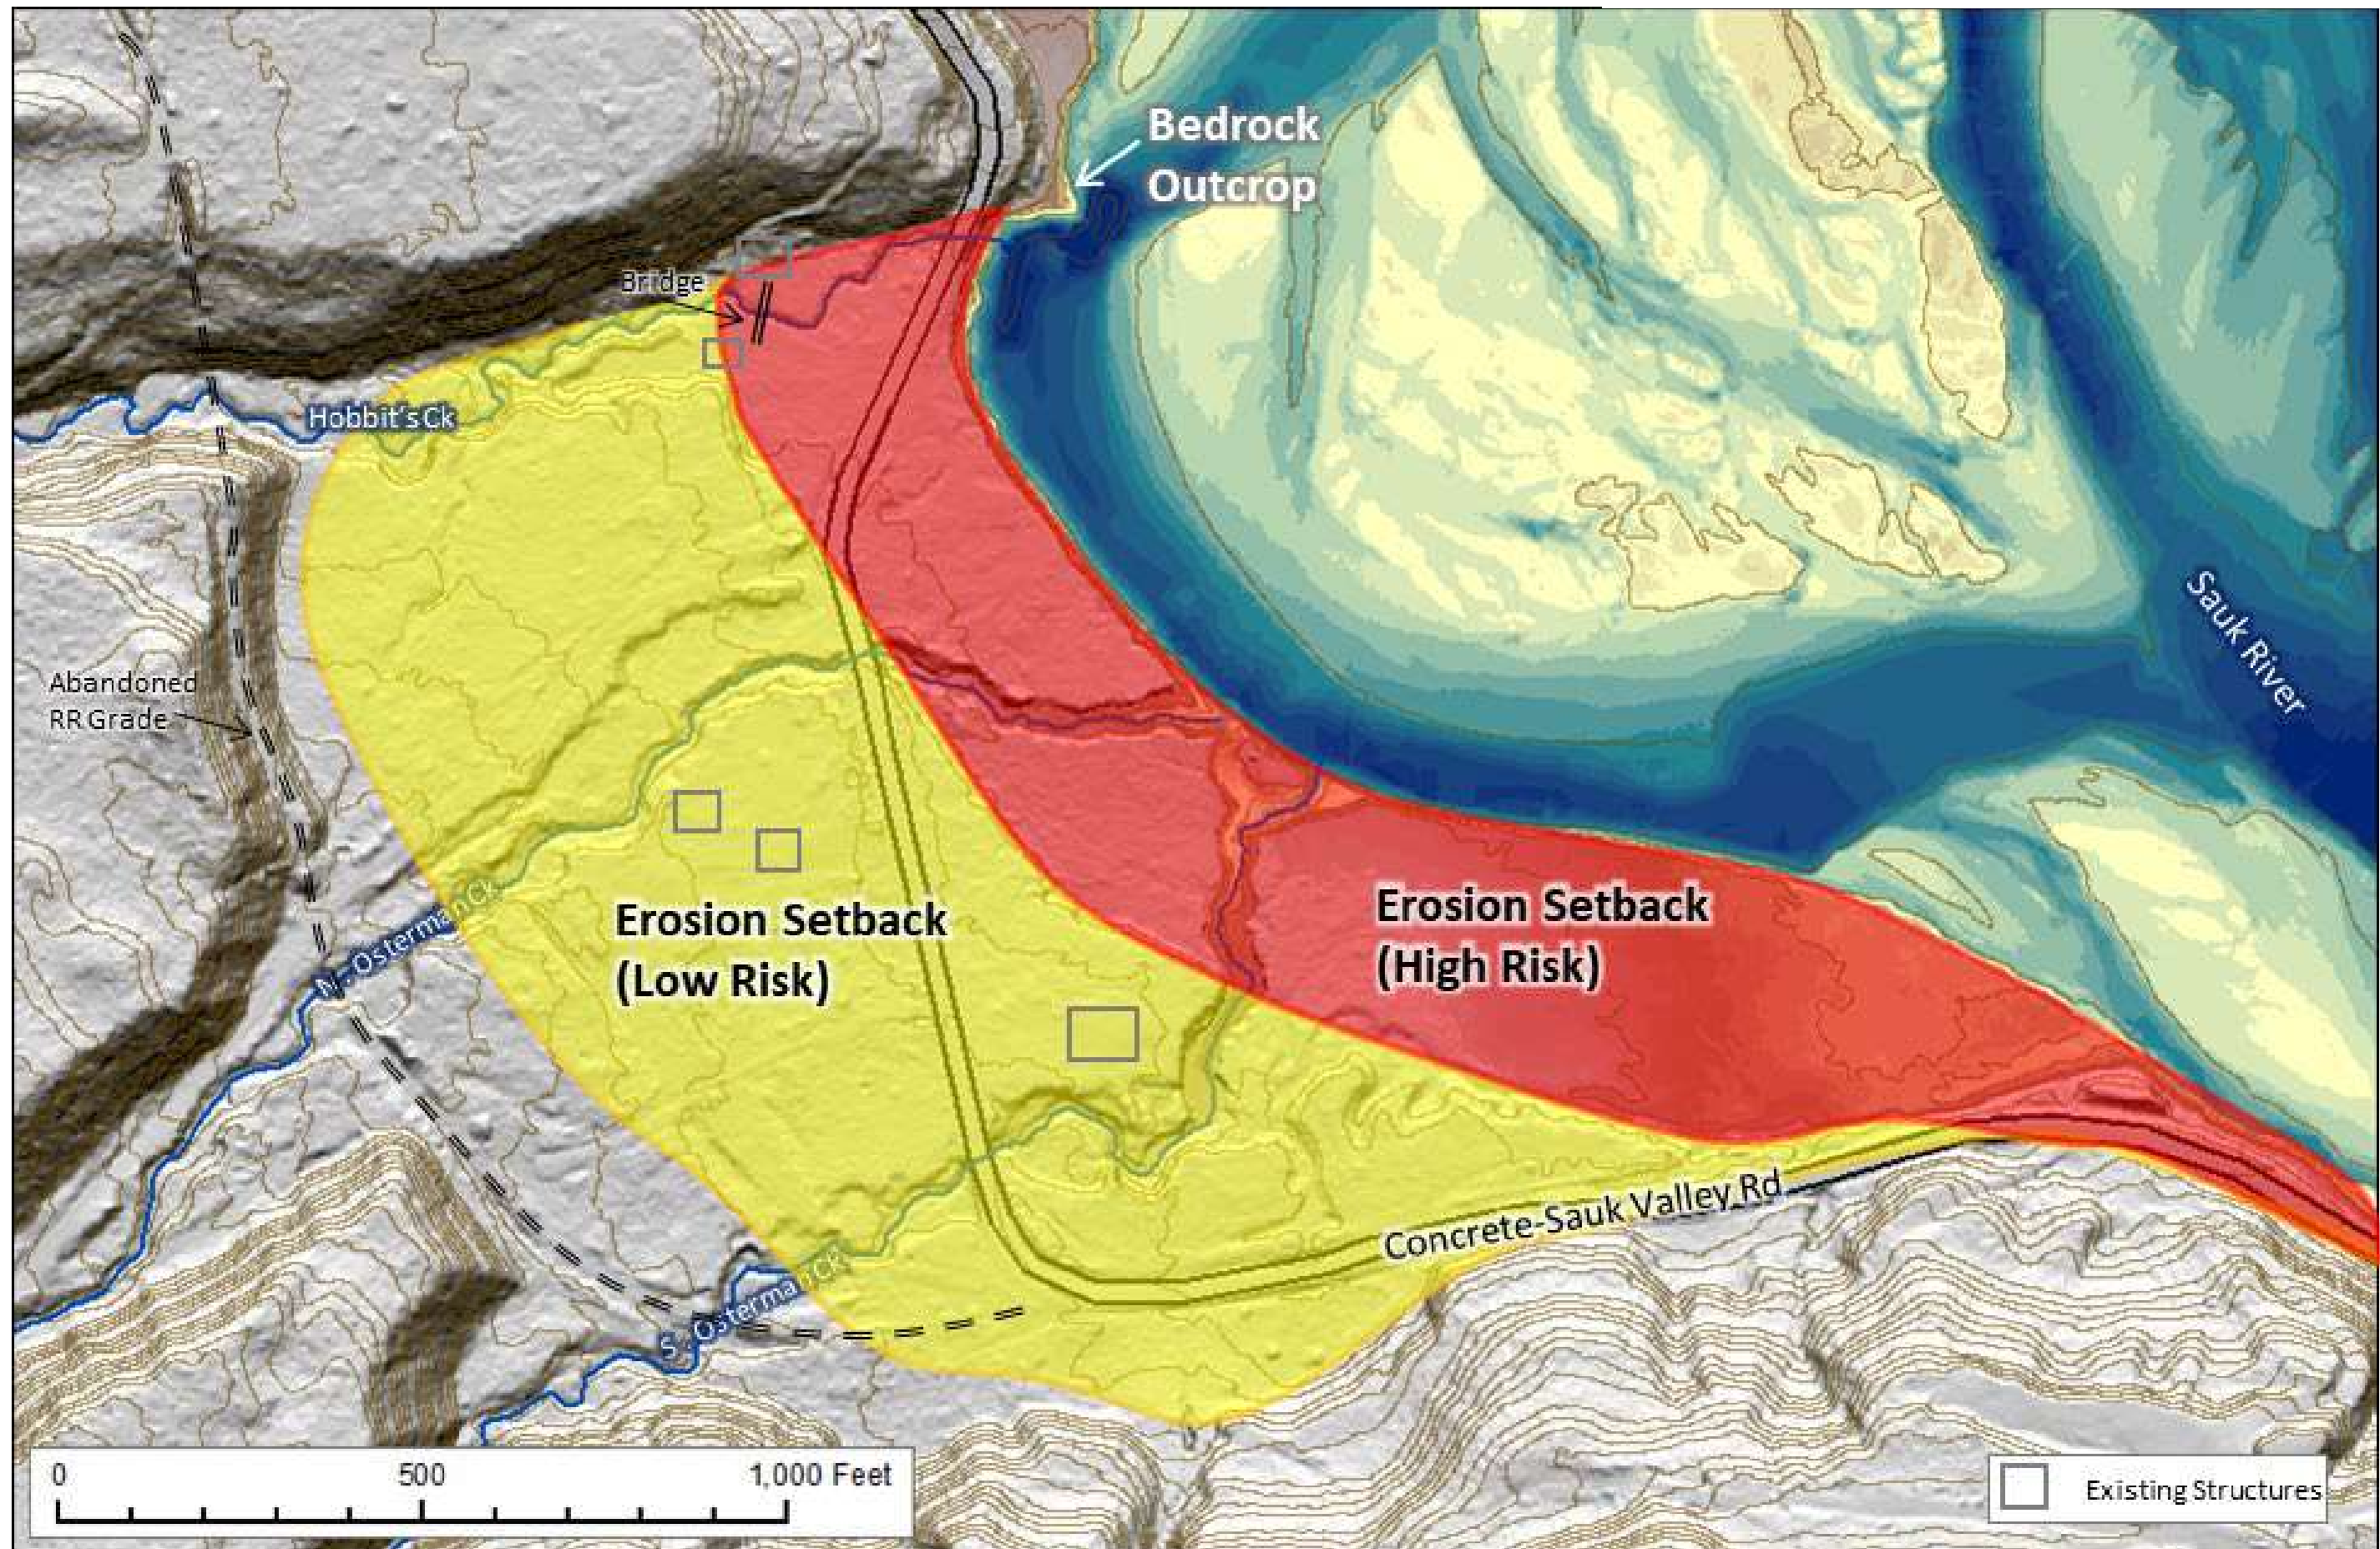 Bedrock
Outcrop
Bridge
Hobbit's Ck
Sauk River
Abandoned
RR Grade
Erosion Setback
(Low Risk)
Erosion Setback
(High Risk)
N. Osterman Ck
Concrete-Sauk Valley Rd
S. Osterman Ck
0 500 1,000 Feet
Existing Structures